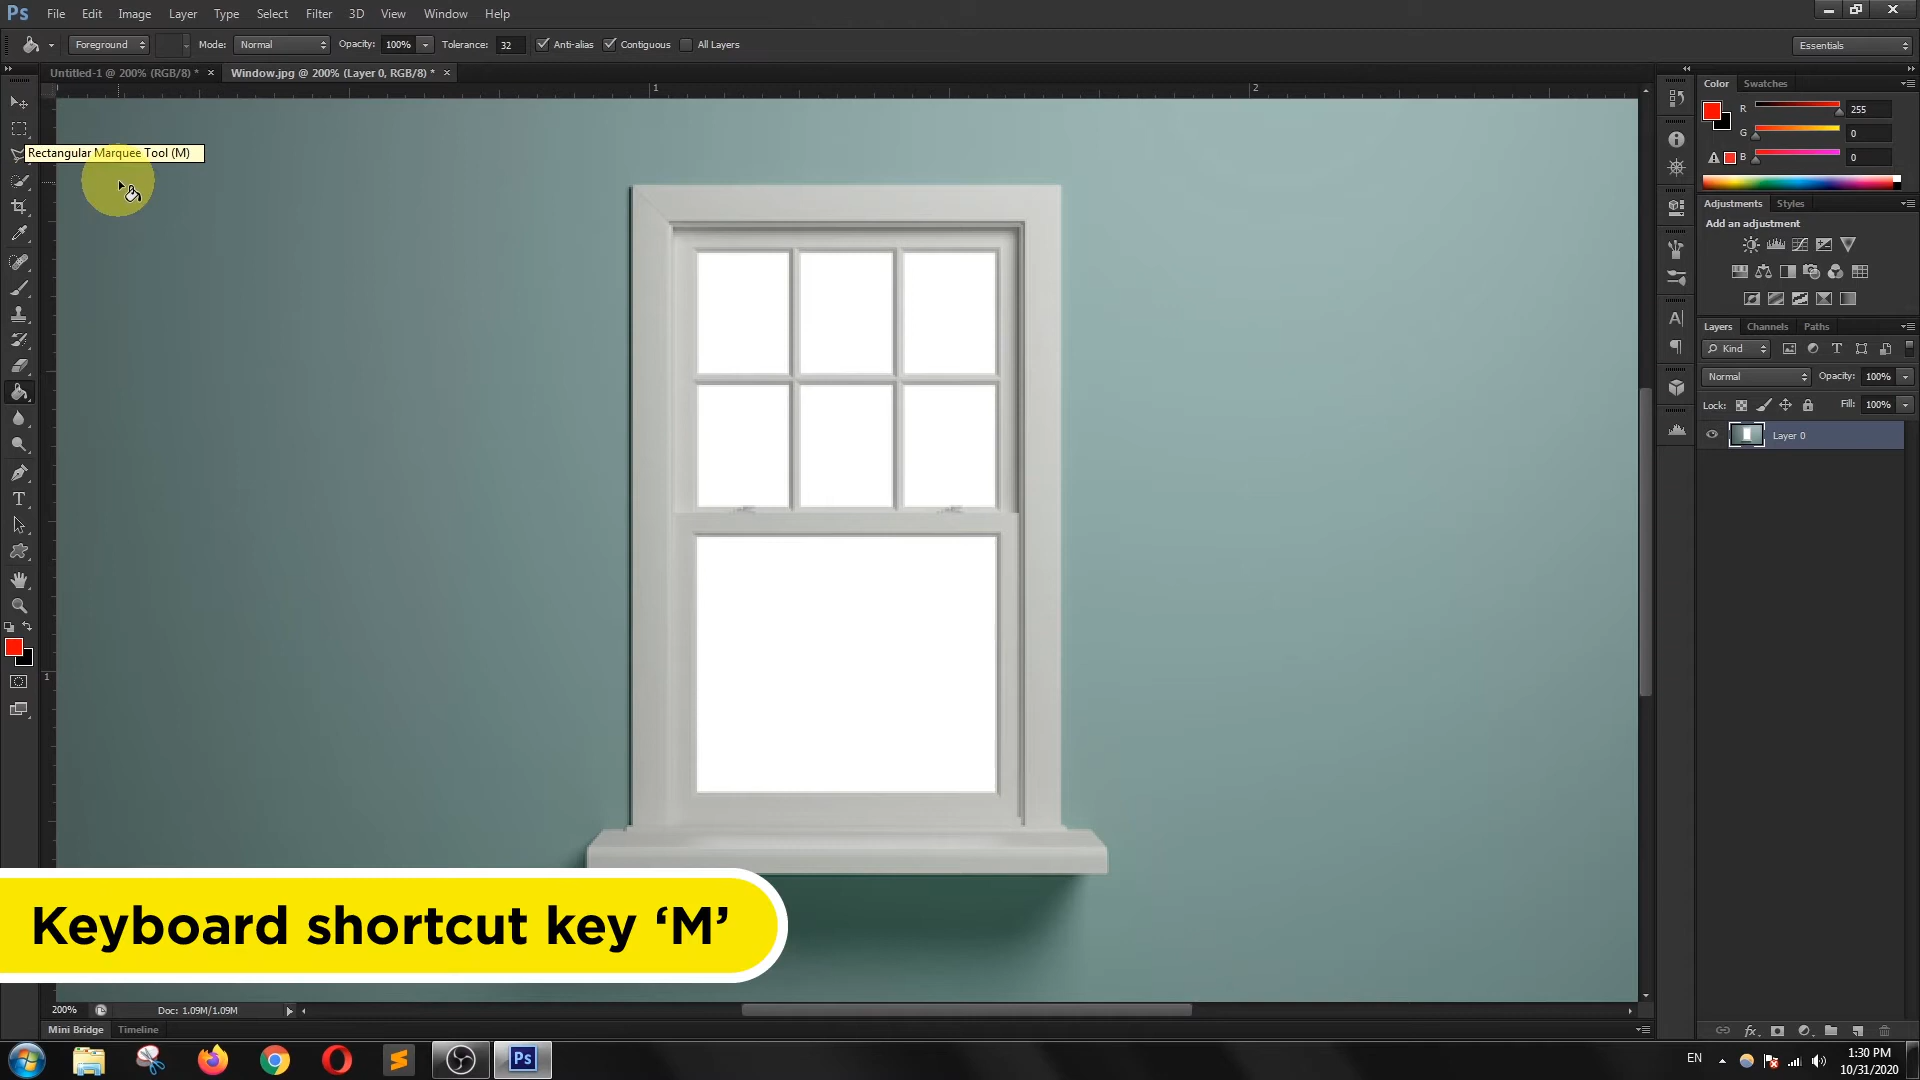 Ps File Edit Image Layer Type Select Filter 3D View Window Help
Foreground Mode: Normal Opacity: 100% Tolerance: 32 Anti-alias Contiguous All Layers Essentials
Untitled-1 @ 200% (RGB/8) * × Window.jpg @ 200% (Layer 0, RGB/8) * ×
1 2
Rectangular Marquee Tool (M)
1
Color Swatches
R 255
G 0
B 0
Adjustments Styles
Add an adjustment
Layers Channels Paths
Kind
Normal Opacity: 100%
Lock: Fill: 100%
Layer 0
Keyboard shortcut key ‘M’
200% Doc: 1.09M/1.09M
Mini Bridge Timeline
Ps
EN
1:30 PM
10/31/2020